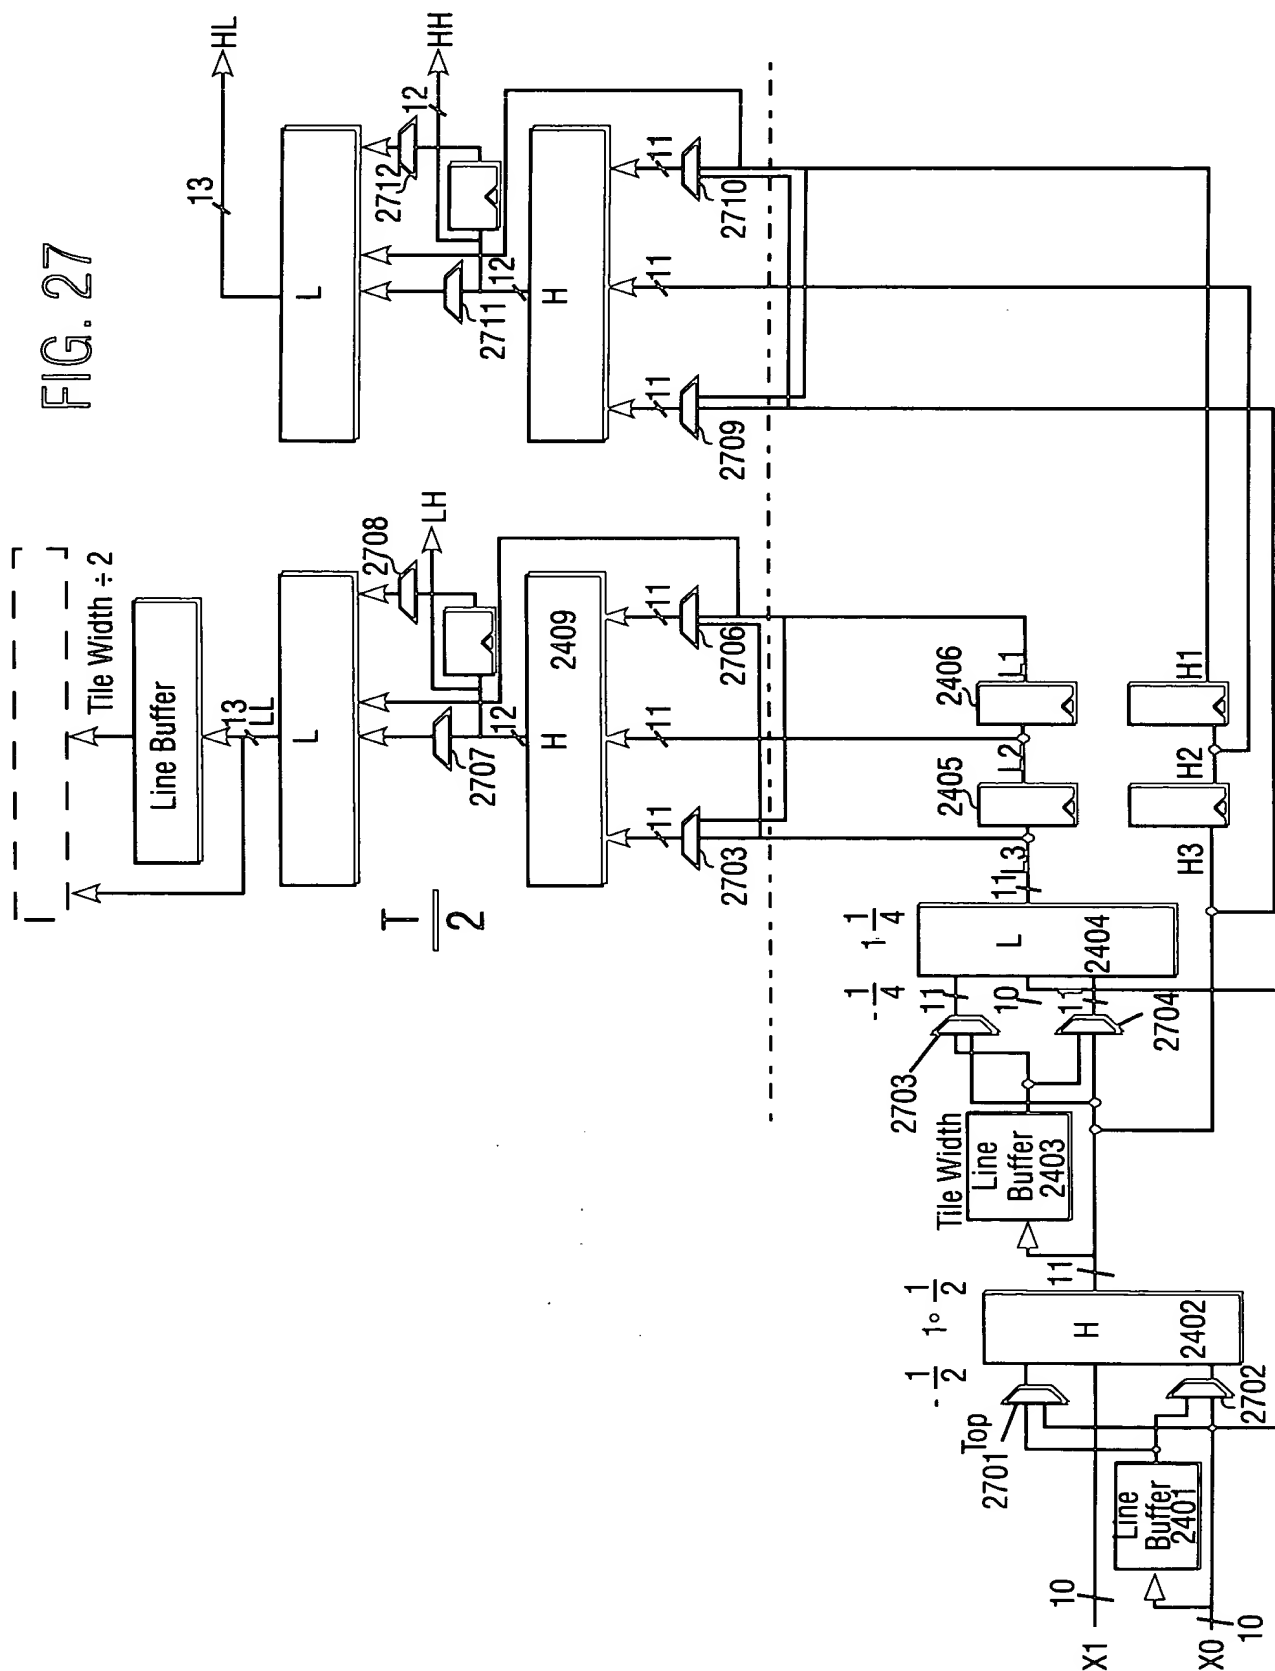 FIG. 27
HL
HH
13
12
L
2712
2711
12
H
11
11
11
2710
2709
Tile Width ÷ 2
Line Buffer
13
LL
L
2708
LH
2707
12
H
2409
11
11
11
2706
2703
T
2
L1
2406
L2
2405
L3
11
H1
H2
H3
- 1/4
1 1/4
L
2404
11
10
11
2703
2704
Tile Width
Line
Buffer
2403
11
- 1/2
1 ° 1/2
H
2402
Top
2701
2702
Line
Buffer
2401
10
X1
X0
10